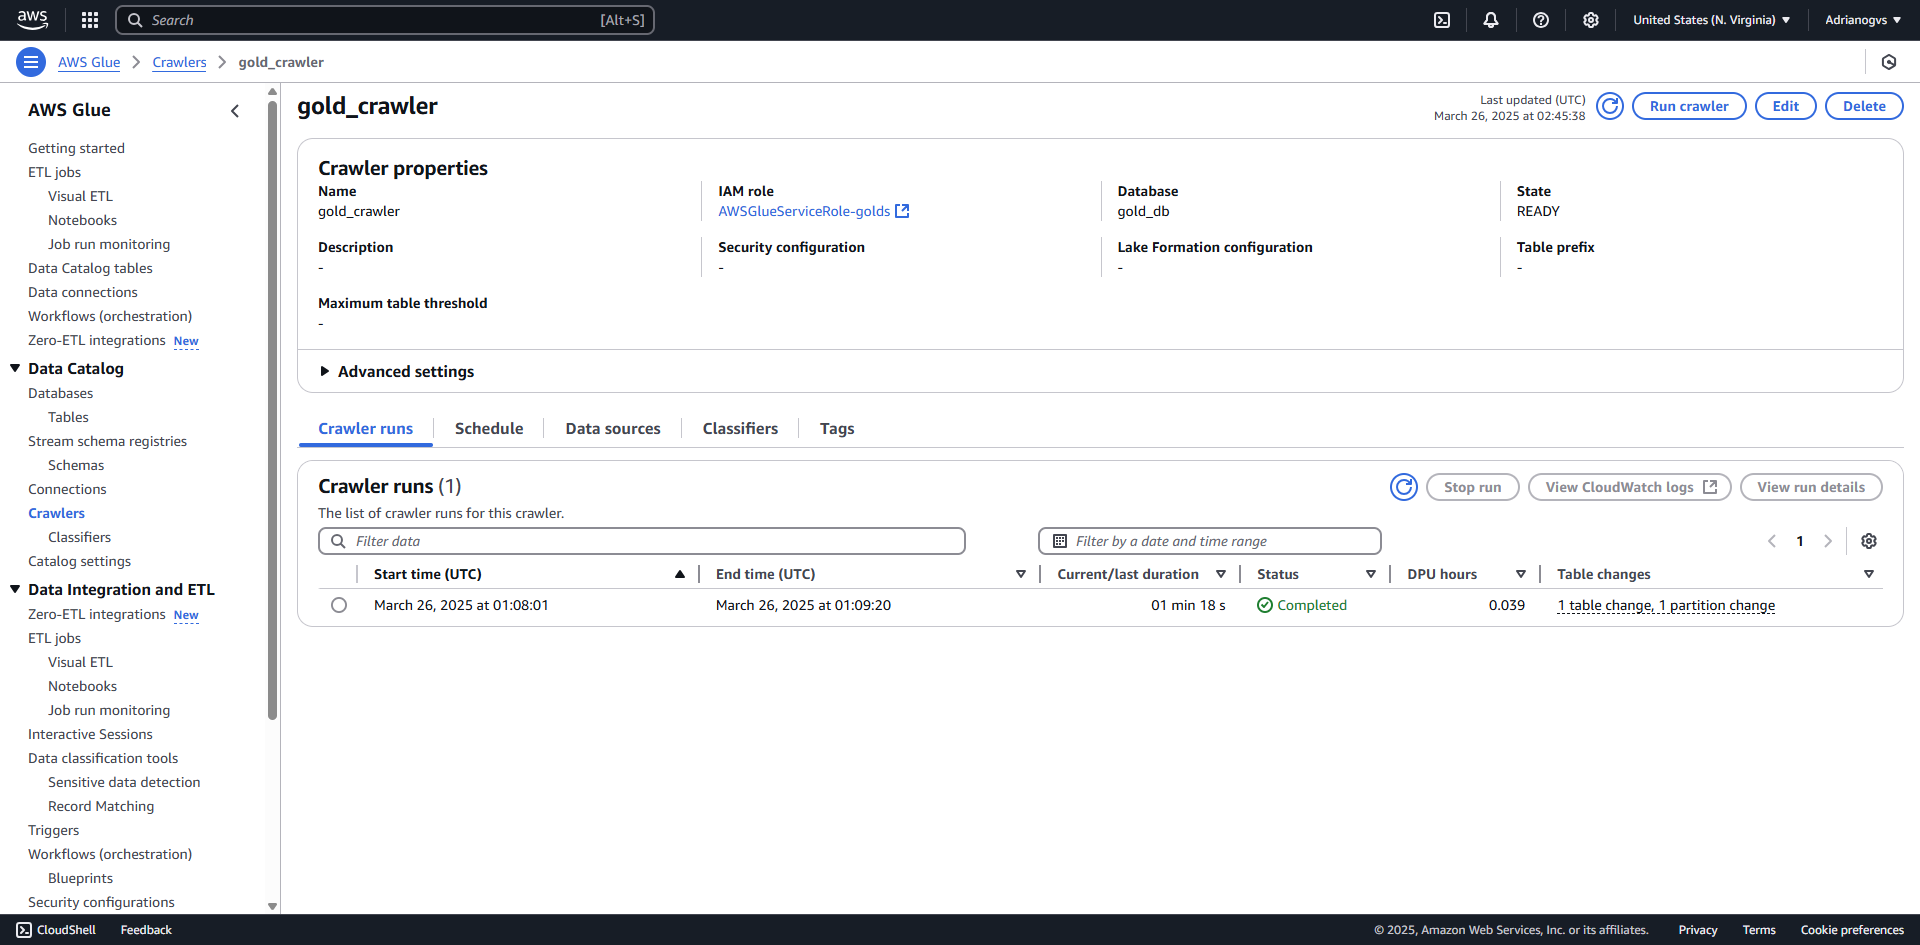 aws
Search [Alt+S]
United States (N. Virginia)
Adrianogvs
AWS Glue
Crawlers
gold_crawler
AWS Glue
Getting started
ETL jobs
Visual ETL
Notebooks
Job run monitoring
Data Catalog tables
Data connections
Workflows (orchestration)
Zero-ETL integrations New
Data Catalog
Databases
Tables
Stream schema registries
Schemas
Connections
Crawlers
Classifiers
Catalog settings
Data Integration and ETL
Zero-ETL integrations New
ETL jobs
Visual ETL
Notebooks
Job run monitoring
Interactive Sessions
Data classification tools
Sensitive data detection
Record Matching
Triggers
Workflows (orchestration)
Blueprints
Security configurations
gold_crawler
Last updated (UTC)
March 26, 2025 at 02:45:38
Run crawler
Edit
Delete
Crawler properties
Name
gold_crawler
IAM role
AWSGlueServiceRole-golds
Database
gold_db
State
READY
Description
-
Security configuration
-
Lake Formation configuration
-
Table prefix
-
Maximum table threshold
-
Advanced settings
Crawler runs
Schedule
Data sources
Classifiers
Tags
Crawler runs (1)
Stop run
View CloudWatch logs
View run details
The list of crawler runs for this crawler.
Filter data
Filter by a date and time range
1
Start time (UTC) End time (UTC) Current/last duration Status DPU hours Table changes
March 26, 2025 at 01:08:01 March 26, 2025 at 01:09:20 01 min 18 s Completed 0.039 1 table change, 1 partition change
CloudShell
Feedback
© 2025, Amazon Web Services, Inc. or its affiliates.
Privacy
Terms
Cookie preferences